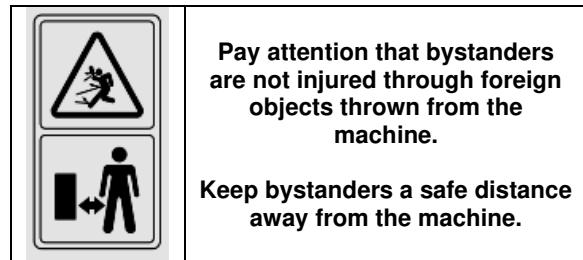 Pay attention that bystanders
are not injured through foreign
objects thrown from the
machine.
Keep bystanders a safe distance
away from the machine.